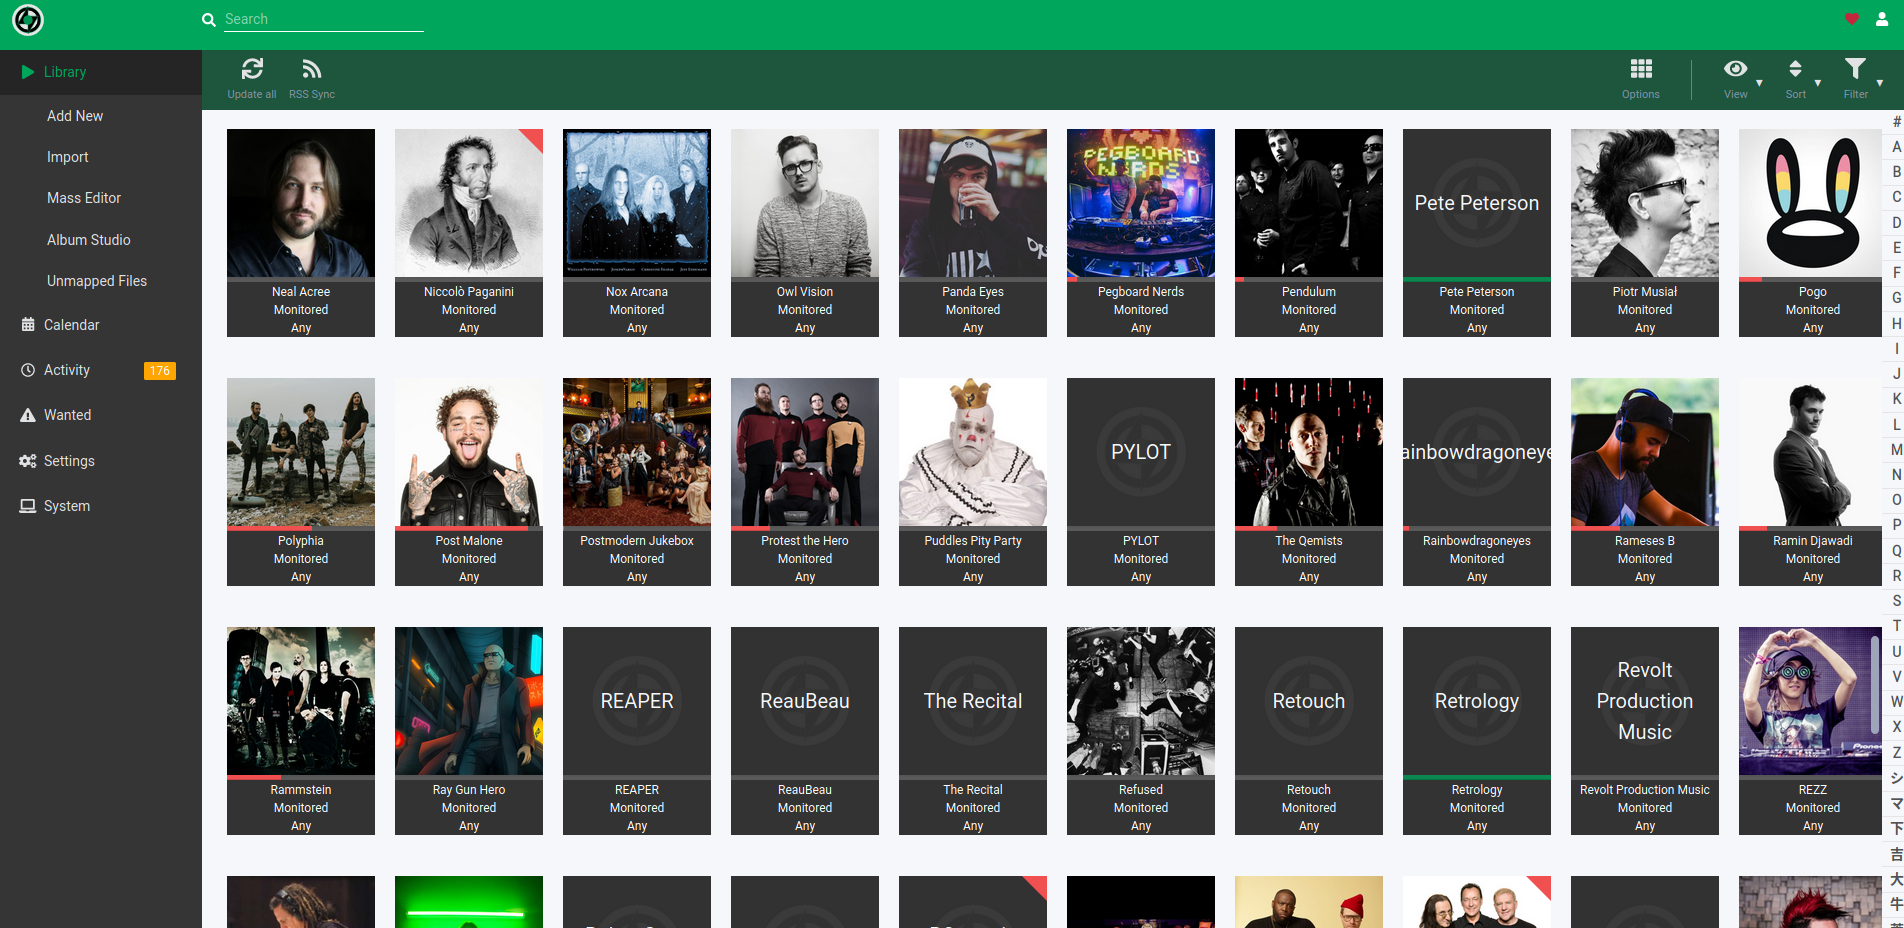 Search
Library
Add New
Import
Mass Editor
Album Studio
Unmapped Files
Calendar
Activity
176
Wanted
Settings
System
Update all
RSS Sync
Options
View
Sort
Filter
PEGBOARD
NERDS
Pete Peterson
Neal Acree
Monitored
Any
Niccolò Paganini
Monitored
Any
Nox Arcana
Monitored
Any
Owl Vision
Monitored
Any
Panda Eyes
Monitored
Any
Pegboard Nerds
Monitored
Any
Pendulum
Monitored
Any
Pete Peterson
Monitored
Any
Piotr Musiał
Monitored
Any
Pogo
Monitored
Any
PYLOT
ainbowdragoneye
Polyphia
Monitored
Any
Post Malone
Monitored
Any
Postmodern Jukebox
Monitored
Any
Protest the Hero
Monitored
Any
Puddles Pity Party
Monitored
Any
PYLOT
Monitored
Any
The Qemists
Monitored
Any
Rainbowdragoneyes
Monitored
Any
Rameses B
Monitored
Any
Ramin Djawadi
Monitored
Any
REAPER
ReauBeau
The Recital
Retouch
Retrology
Revolt
Production
Music
Rammstein
Monitored
Any
Ray Gun Hero
Monitored
Any
REAPER
Monitored
Any
ReauBeau
Monitored
Any
The Recital
Monitored
Any
Refused
Monitored
Any
Retouch
Monitored
Any
Retrology
Monitored
Any
Revolt Production Music
Monitored
Any
REZZ
Monitored
Any
#
A
B
C
D
E
F
G
H
I
J
K
L
M
N
O
P
Q
R
S
T
U
V
W
X
Z
シ
マ
下
吉
大
牛